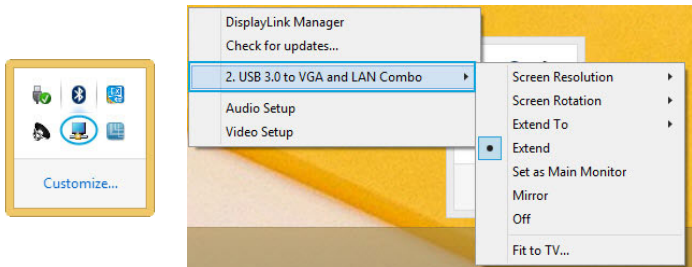 Customize...
DisplayLink Manager
Check for updates...
2. USB 3.0 to VGA and LAN Combo
Audio Setup
Video Setup
Screen Resolution
Screen Rotation
Extend To
Extend
Set as Main Monitor
Mirror
Off
Fit to TV...